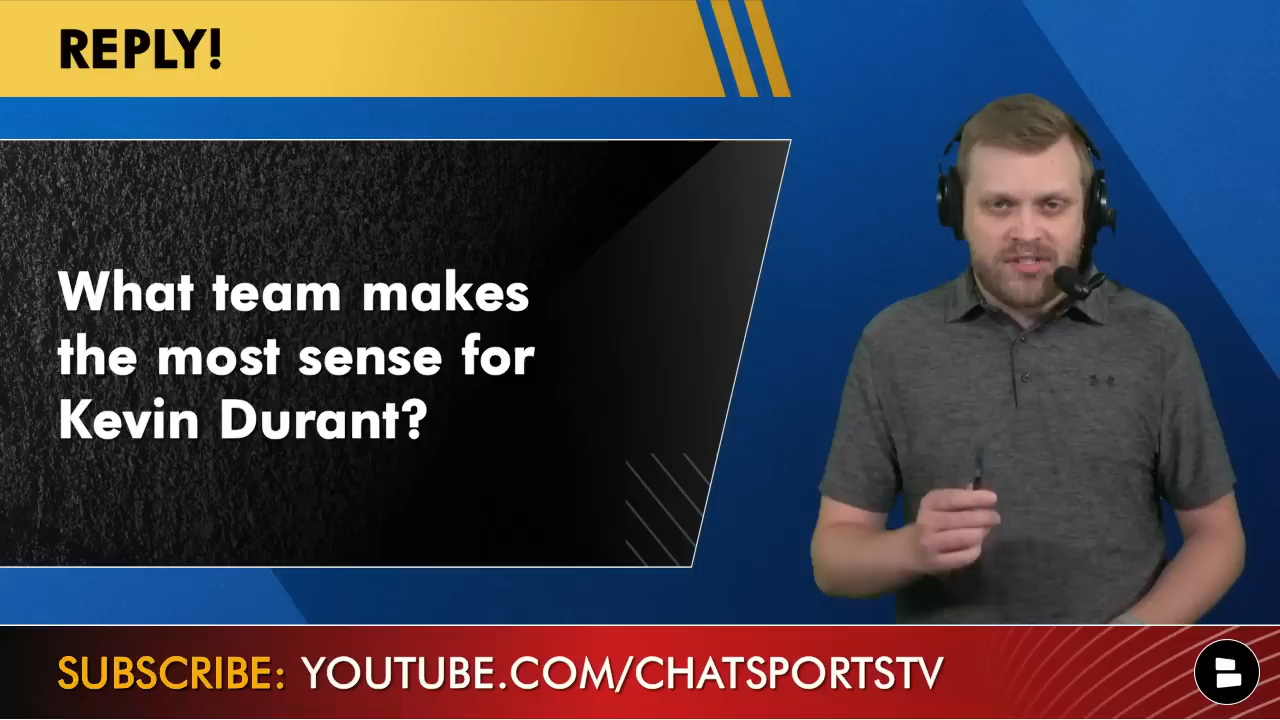 REPLY!
What team makes
the most sense for
Kevin Durant?
SUBSCRIBE: YOUTUBE.COM/CHATSPORTSTV